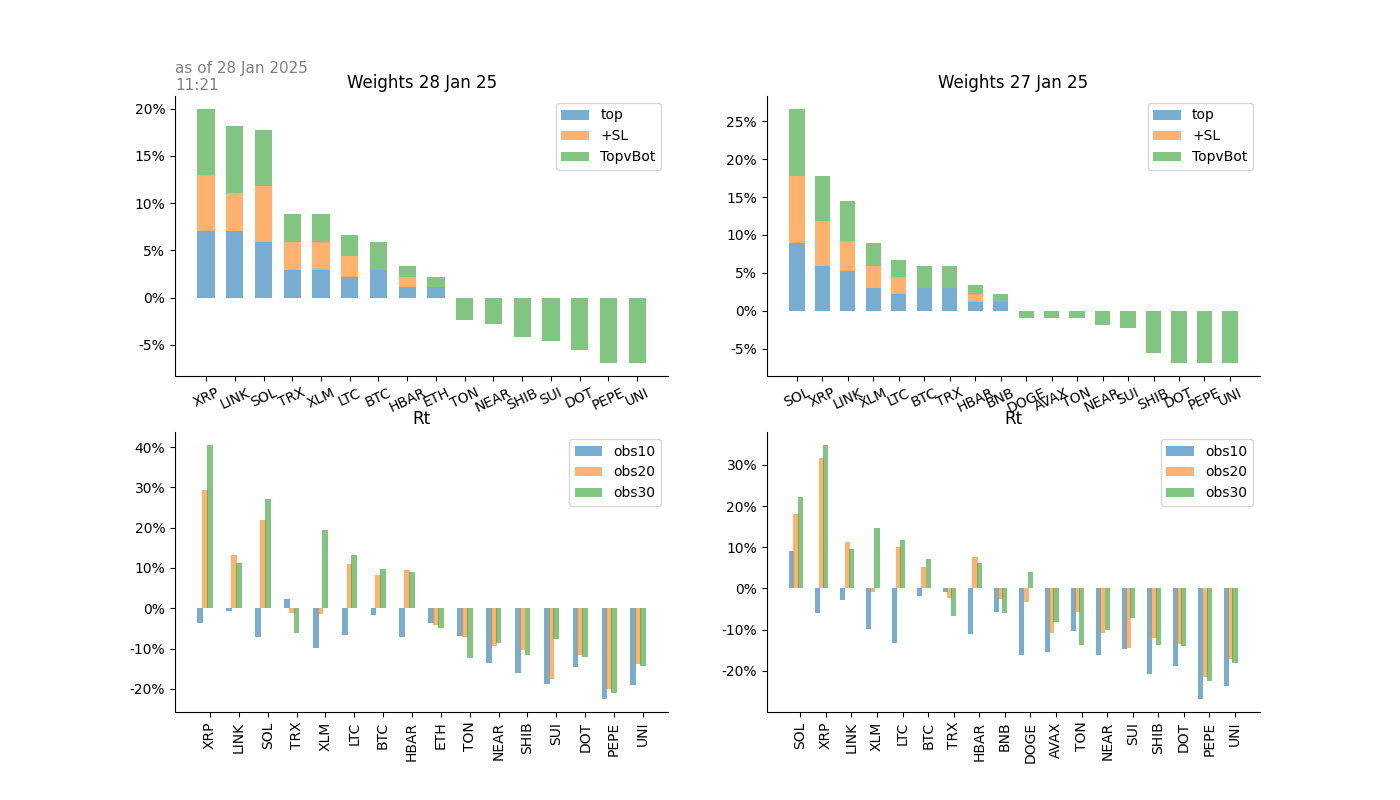 as of 28 Jan 2025
11:21
Weights 28 Jan 25
20%
15%
10%
5%
0%
-5%
top
+SL
TopvBot
XRP LINK SOL TRX XLM LTC BTC HBAR ETH TON NEAR SHIB SUI DOT PEPE UNI
Weights 27 Jan 25
25%
20%
15%
10%
5%
0%
-5%
top
+SL
TopvBot
SOL XRP LINK XLM LTC BTC TRX HBAR BNB DOGE AVAX TON NEAR SUI SHIB DOT PEPE UNI
Rt
40%
30%
20%
10%
0%
-10%
-20%
obs10
obs20
obs30
XRP LINK SOL TRX XLM LTC BTC HBAR ETH TON NEAR SHIB SUI DOT PEPE UNI
Rt
30%
20%
10%
0%
-10%
-20%
obs10
obs20
obs30
SOL XRP LINK XLM LTC BTC TRX HBAR BNB DOGE AVAX TON NEAR SUI SHIB DOT PEPE UNI